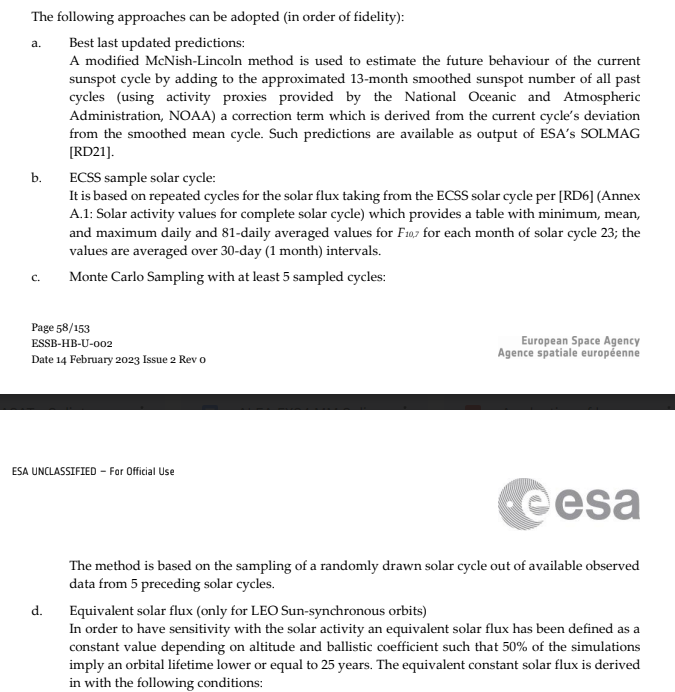 The following approaches can be adopted (in order of fidelity):
a. Best last updated predictions:
A modified McNish-Lincoln method is used to estimate the future behaviour of the current
sunspot cycle by adding to the approximated 13-month smoothed sunspot number of all past
cycles (using activity proxies provided by the National Oceanic and Atmospheric
Administration, NOAA) a correction term which is derived from the current cycle's deviation
from the smoothed mean cycle. Such predictions are available as output of ESA's SOLMAG
[RD21].
b. ECSS sample solar cycle:
It is based on repeated cycles for the solar flux taking from the ECSS solar cycle per [RD6] (Annex
A.1: Solar activity values for complete solar cycle) which provides a table with minimum, mean,
and maximum daily and 81-daily averaged values for F10,7 for each month of solar cycle 23; the
values are averaged over 30-day (1 month) intervals.
c. Monte Carlo Sampling with at least 5 sampled cycles:
Page 58/153
ESSB-HB-U-002
Date 14 February 2023 Issue 2 Rev 0
European Space Agency
Agence spatiale européenne
ESA UNCLASSIFIED – For Official Use
esa
The method is based on the sampling of a randomly drawn solar cycle out of available observed
data from 5 preceding solar cycles.
d. Equivalent solar flux (only for LEO Sun-synchronous orbits)
In order to have sensitivity with the solar activity an equivalent solar flux has been defined as a
constant value depending on altitude and ballistic coefficient such that 50% of the simulations
imply an orbital lifetime lower or equal to 25 years. The equivalent constant solar flux is derived
in with the following conditions: